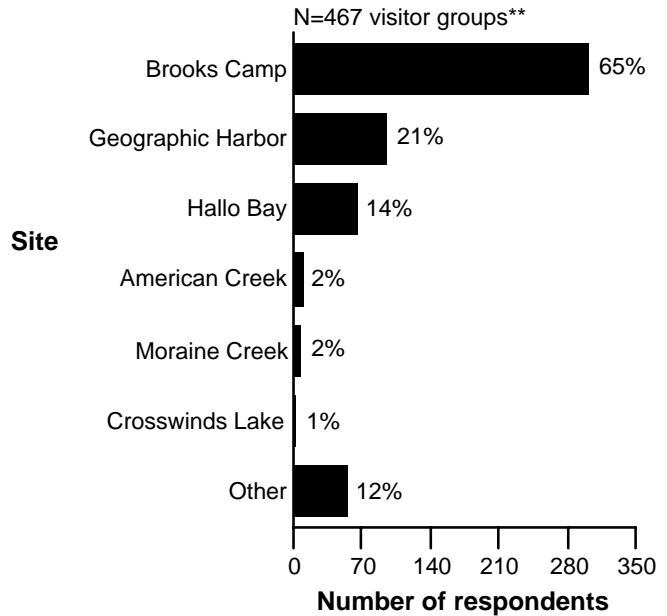 N=467 visitor groups**
Brooks Camp 65%
Geographic Harbor 21%
Hallo Bay 14%
Site
American Creek 2%
Moraine Creek 2%
Crosswinds Lake 1%
Other 12%
0 70 140 210 280 350
Number of respondents